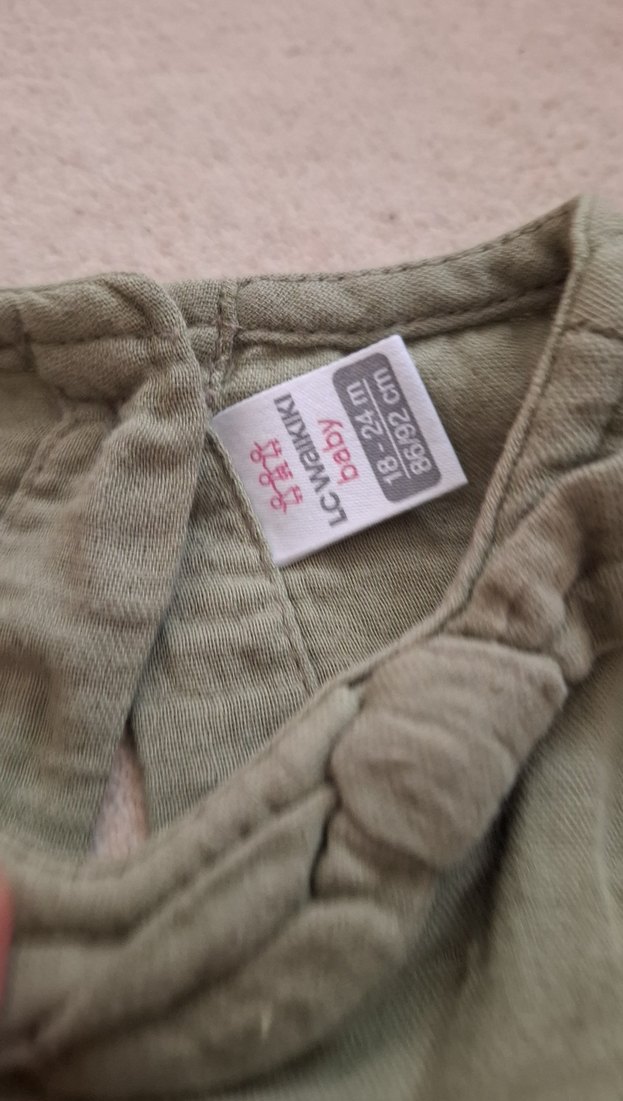 LC WAIKIKI
baby
18 - 24 m
86/92 cm